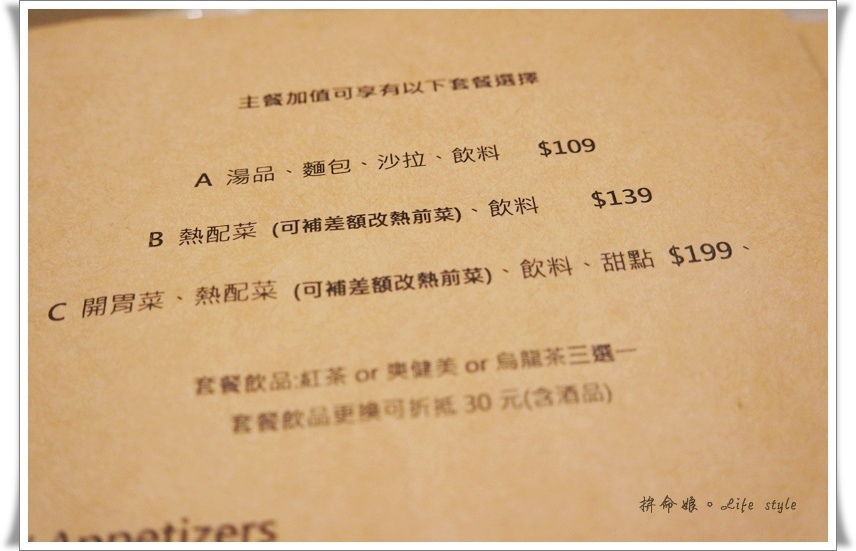 主餐加值可享有以下套餐選擇
A 湯品、麵包、沙拉、飲料 $109
B 熱配菜 (可補差額改熱前菜)、飲料 $139
C 開胃菜、熱配菜 (可補差額改熱前菜)、飲料、甜點 $199、
套餐飲品:紅茶 or 爽健美 or 烏龍茶三選一
套餐飲品更換可折抵 30 元(含酒品)
Appetizers
拚命娘。Life style